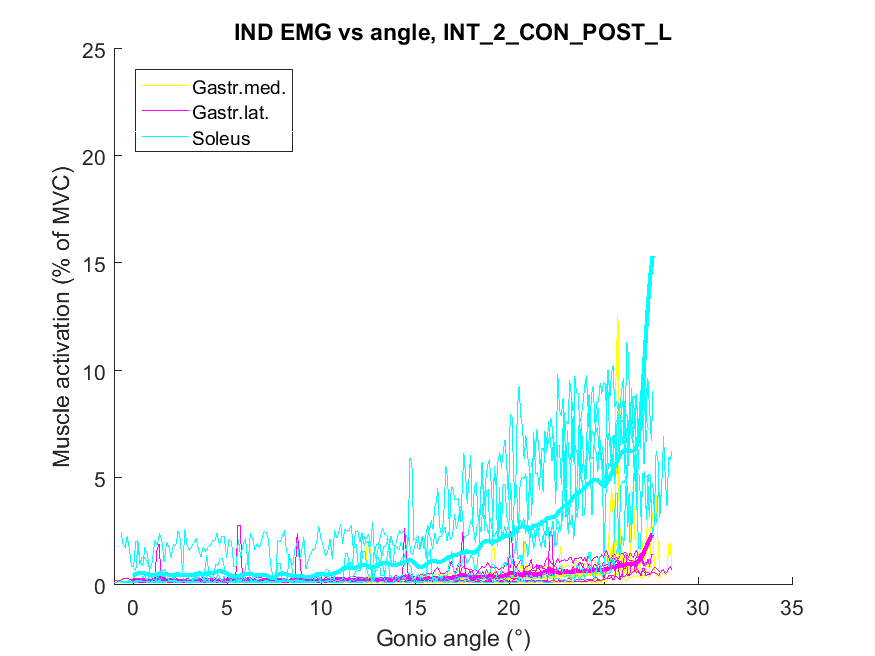 IND EMG vs angle, INT_2_CON_POST_L
25
20
15
10
5
0
Muscle activation (% of MVC)
Gastr.med.
Gastr.lat.
Soleus
0 5 10 15 20 25 30 35
Gonio angle (°)